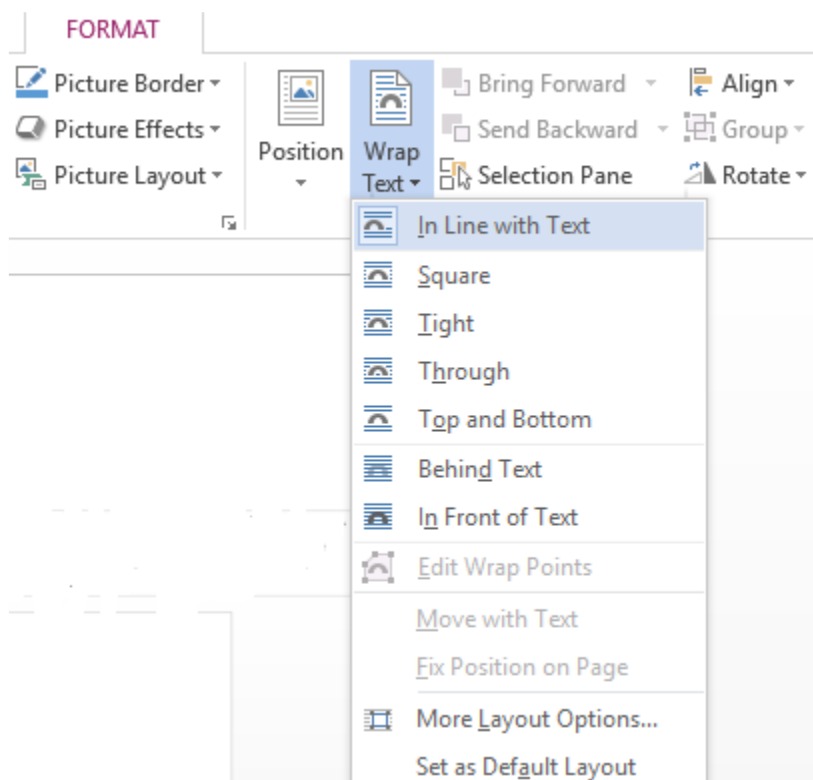 FORMAT
Picture Border
Picture Effects
Picture Layout
Position
Wrap
Text
Bring Forward
Send Backward
Selection Pane
Align
Group
Rotate
In Line with Text
Square
Tight
Through
Top and Bottom
Behind Text
In Front of Text
Edit Wrap Points
Move with Text
Fix Position on Page
More Layout Options...
Set as Default Layout